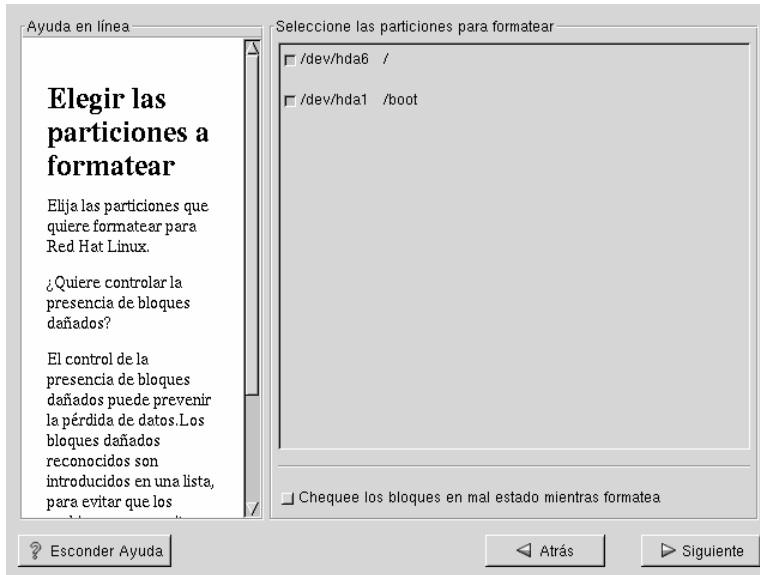 Ayuda en línea
Elegir las
particiones a
formatear
Elija las particiones que
quiere formatear para
Red Hat Linux.
¿Quiere controlar la
presencia de bloques
dañados?
El control de la
presencia de bloques
dañados puede prevenir
la pérdida de datos.Los
bloques dañados
reconocidos son
introducidos en una lista,
para evitar que los
Seleccione las particiones para formatear
/dev/hda6 /
/dev/hda1 /boot
Chequee los bloques en mal estado mientras formatea
Esconder Ayuda
Atrás
Siguiente